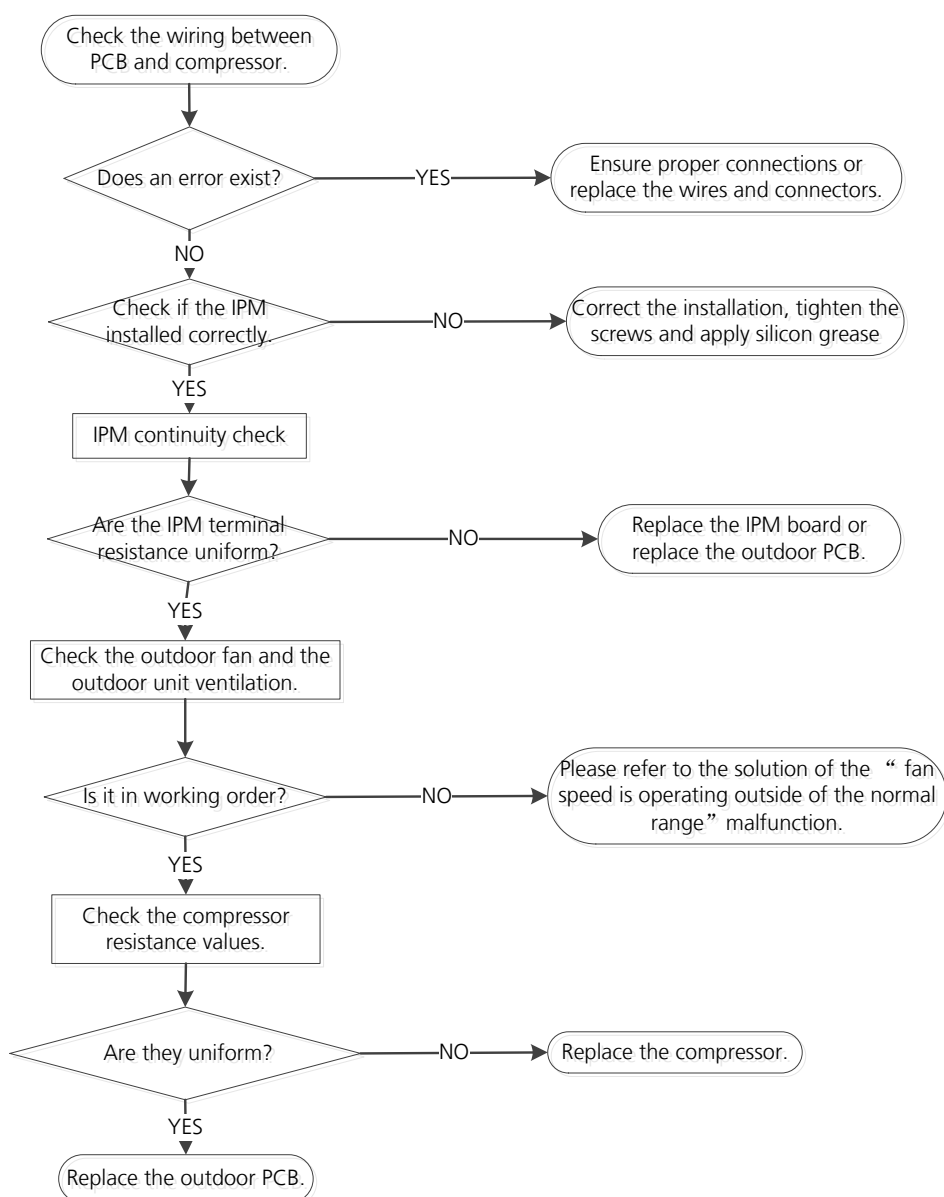 Check the wiring between
PCB and compressor.
Does an error exist?
YES
Ensure proper connections or
replace the wires and connectors.
NO
Check if the IPM
installed correctly.
NO
Correct the installation, tighten the
screws and apply silicon grease
YES
IPM continuity check
Are the IPM terminal
resistance uniform?
NO
Replace the IPM board or
replace the outdoor PCB.
YES
Check the outdoor fan and the
outdoor unit ventilation.
Is it in working order?
NO
Please refer to the solution of the “ fan
speed is operating outside of the normal
range” malfunction.
YES
Check the compressor
resistance values.
Are they uniform?
NO
Replace the compressor.
YES
Replace the outdoor PCB.